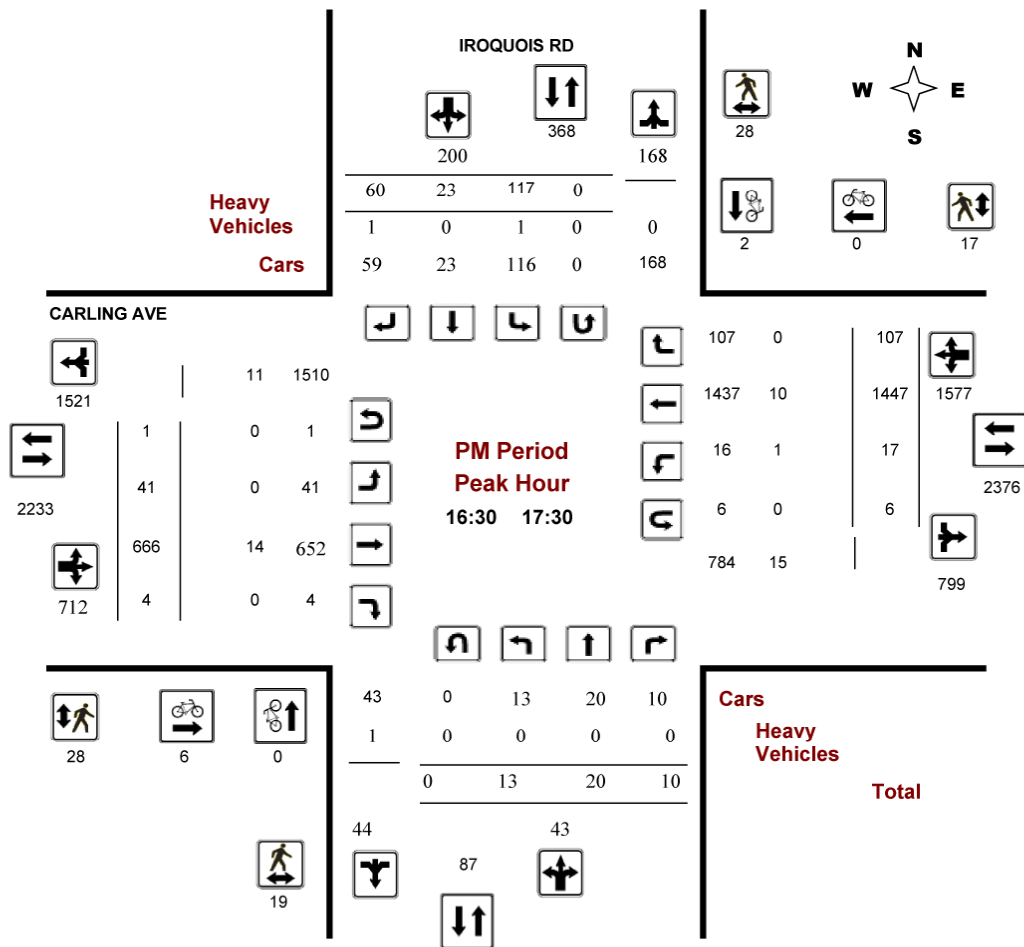 IROQUOIS RD
N
W E
S
368
28
200 168
60 23 117 0
Heavy
Vehicles
1 0 1 0 0
2 0 17
Cars 59 23 116 0 168
CARLING AVE
107 0 107
1521 11 1510
1437 10 1447 1577
1 0 1
PM Period
16 1 17
Peak Hour
2233 41 0 41
2376
16:30 17:30
6 0 6
666 14 652
784 15
799
712 4 0 4
43 0 13 20 10 Cars
1 0 0 0 0 Heavy
Vehicles
28 6 0
0 13 20 10 Total
44 43
87
19